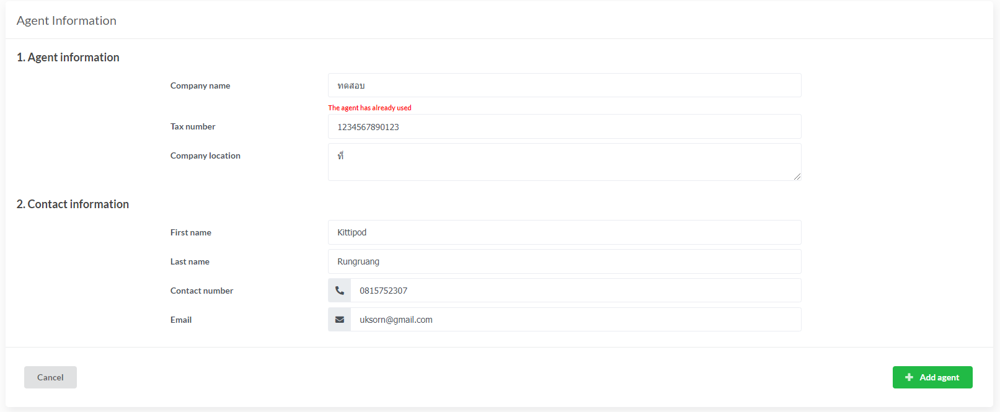 Agent Information
1. Agent information
Company name
ทดสอบ
The agent has already used
Tax number
1234567890123
Company location
ที่
2. Contact information
First name
Kittipod
Last name
Rungruang
Contact number
0815752307
Email
uksorn@gmail.com
Cancel
Add agent